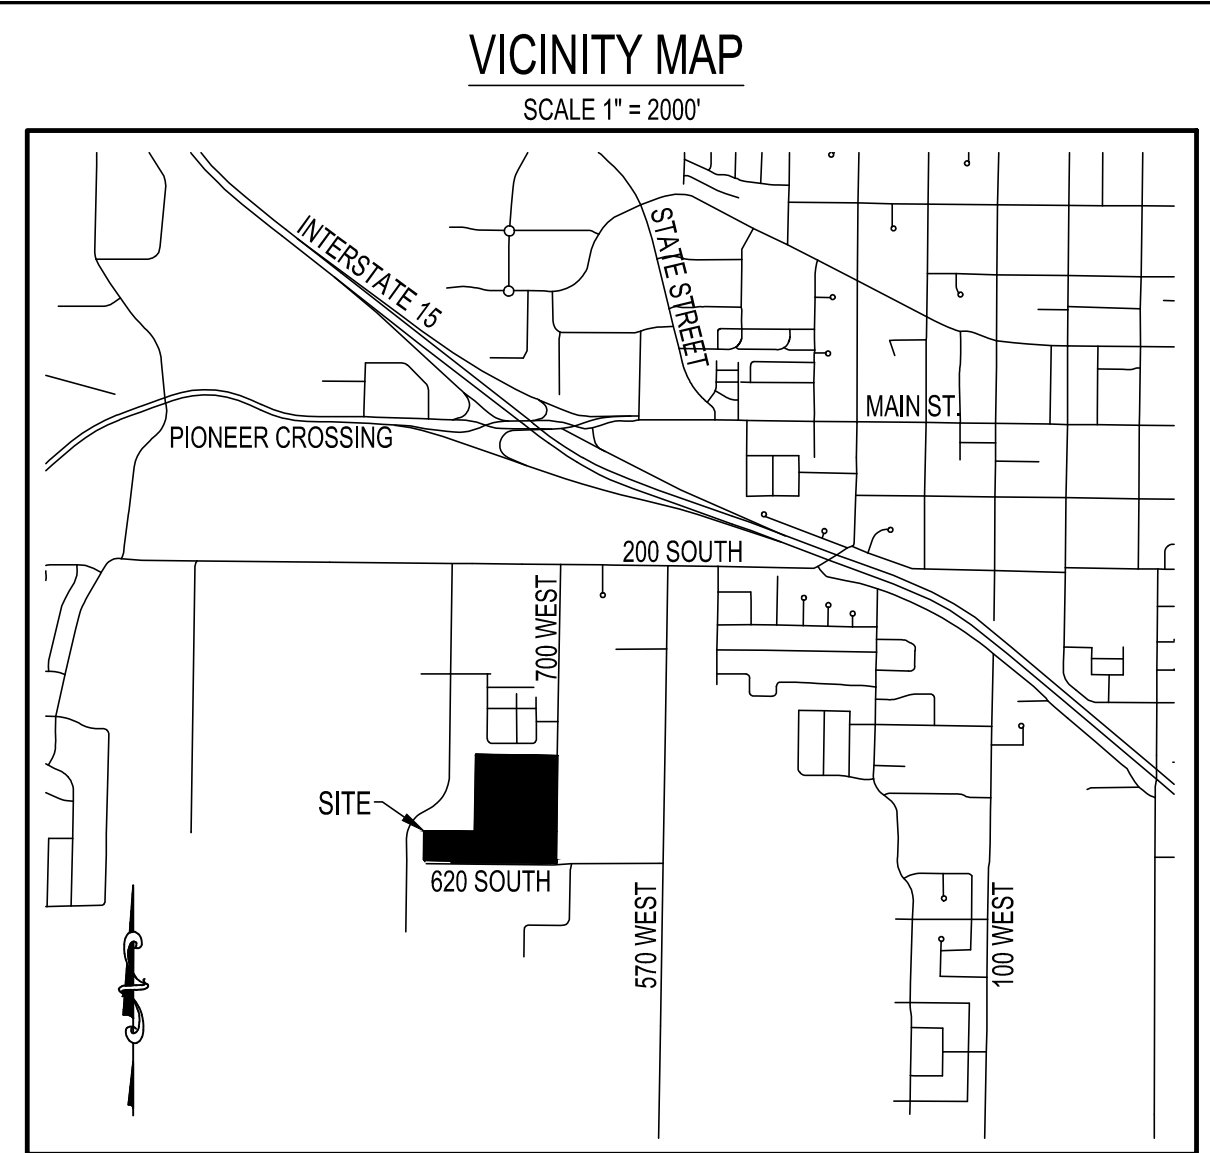 VICINITY MAP
SCALE 1" = 2000'
INTERSTATE 15
STATE STREET
MAIN ST.
PIONEER CROSSING
200 SOUTH
700 WEST
SITE
620 SOUTH
570 WEST
100 WEST